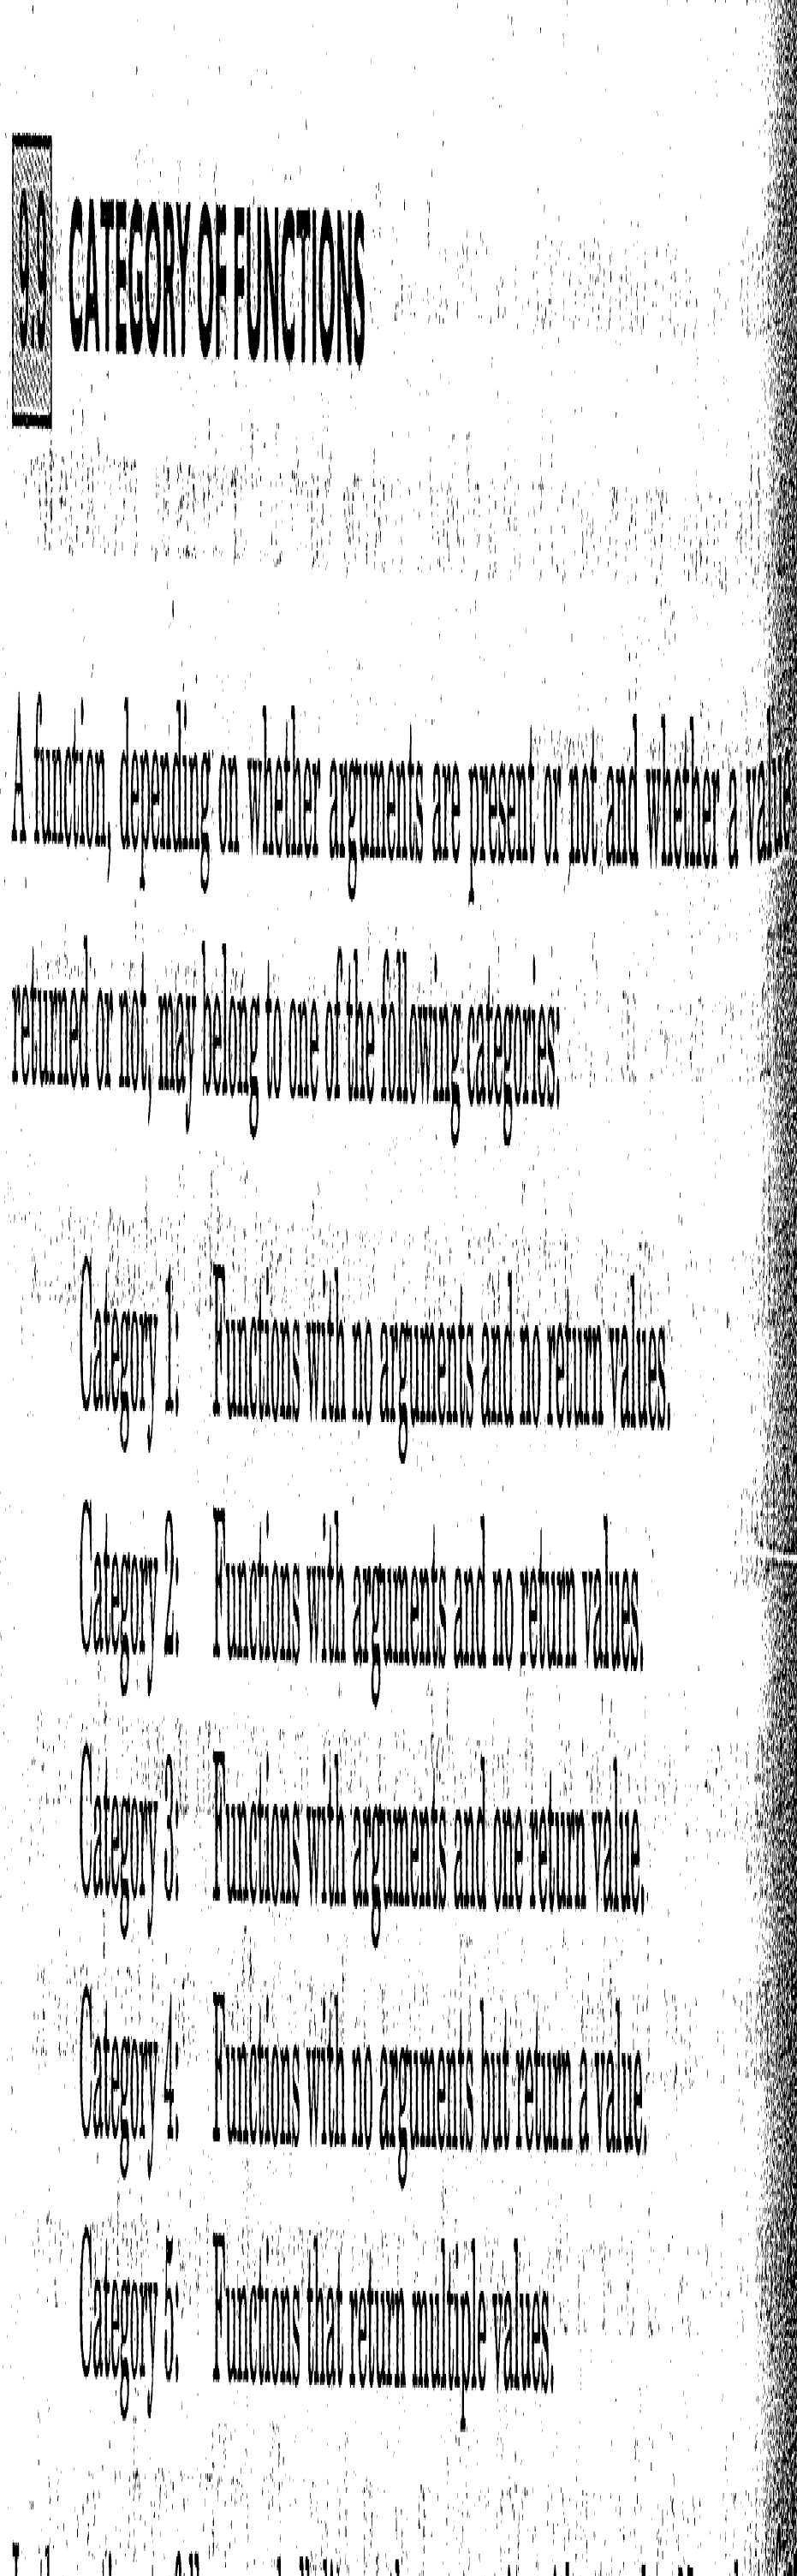 9.9 CATEGORY OF FUNCTIONS
A function, depending on whether arguments are present or not and whether a value
returned or not, may belong to one of the following categories:
Category 1: Functions with no arguments and no return values.
Category 2: Functions with arguments and no return values.
Category 3: Functions with arguments and one return value.
Category 4: Functions with no arguments but return a value.
Category 5: Functions that return multiple values.